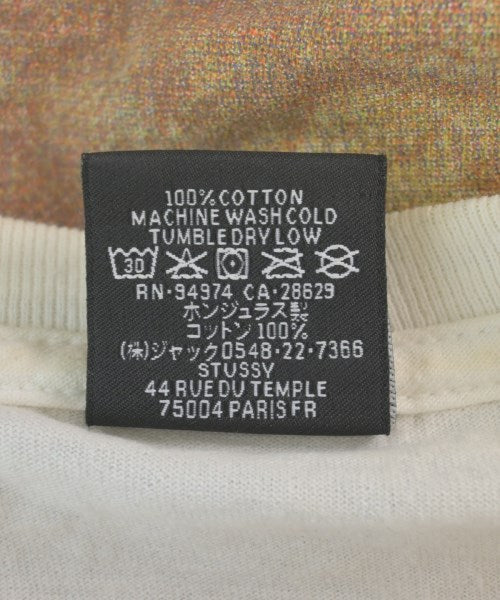 100% COTTON
MACHINE WASH COLD
TUMBLE DRY LOW
30
RN·94974 CA·28629
ホンジュラス製
コットン 100%
(株)ジャック0548·22·7366
STUSSY
44 RUE DU TEMPLE
75004 PARIS FR